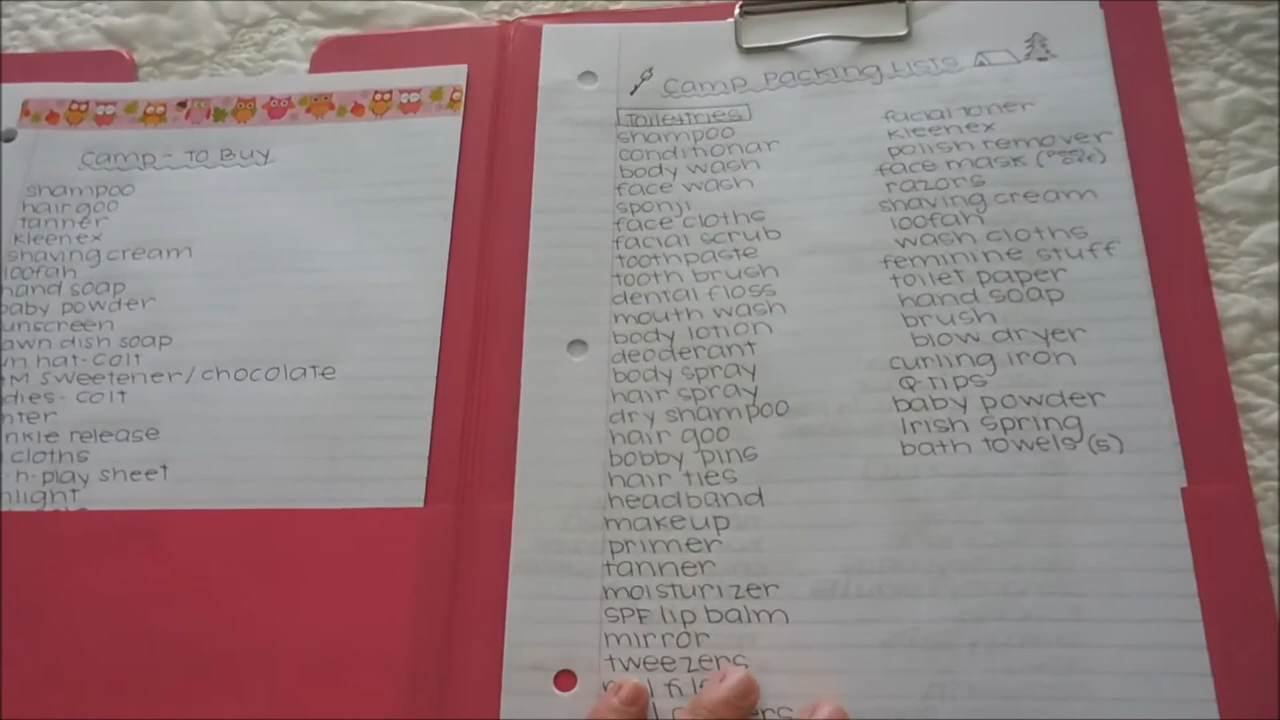 Camp - To Buy
shampoo
hair goo
tanner
kleenex
shaving cream
loofah
hand soap
baby powder
unscreen
awn dish soap
hat-colt
M sweetener/chocolate
dies- colt
nter
nkle release
cloths
h-play sheet
hlight
Camp Packing Lists
Toiletries
shampoo
conditionar
body wash
face wash
sponji
face cloths
facial scrub
toothpaste
tooth brush
dental floss
mouth wash
body lotion
deoderant
body spray
hair spray
dry shampoo
hair goo
bobby pins
hair ties
headband
makeup
primer
tanner
moisturizer
SPF lip balm
mirror
tweezers
facial toner
kleenex
polish remover
face mask
razors
shaving cream
loofah
wash cloths
feminine stuff
toilet paper
hand soap
brush
blow dryer
curling iron
Q-tips
baby powder
Irish Spring
bath towels (5)